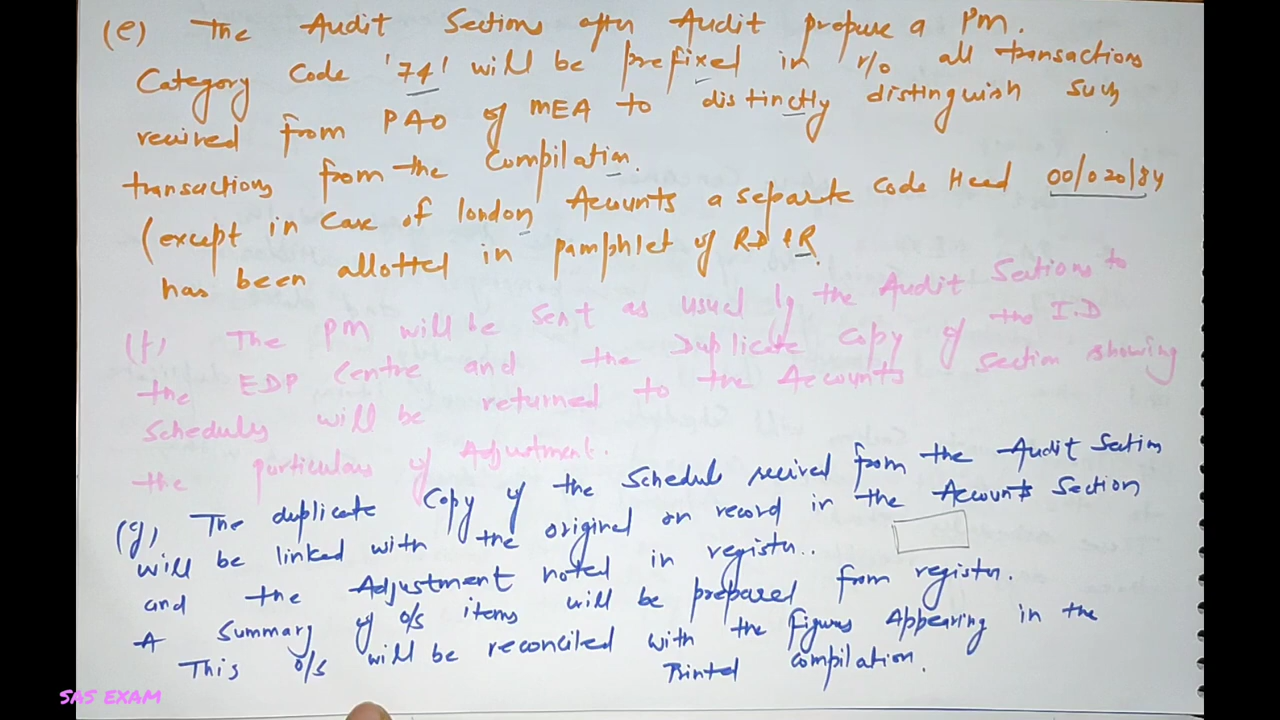 (e) The Audit Sections after Audit prepare a PM.
Category Code '74' will be prefixed in r/o all transactions
received from PAO of MEA to distinctly distinguish such
transactions from the Compilation.
(except in case of london Accounts a separate code Head 00/020/84
has been allotted in pamphlet of RD & R.
(f) The PM will be sent as usual by the Audit Sections to
the EDP Centre and the Duplicate copy of the I.D
Schedules will be returned to the Accounts section showing
the particulars of Adjustment.
(g) The duplicate Copy of the Schedule received from the Audit Section
will be linked with the original on record in the Accounts Section
and the Adjustment noted in register..
A Summary of o/s items will be prepared from register.
This o/s will be reconciled with the figures Appearing in the
Printed compilation.
SAS EXAM